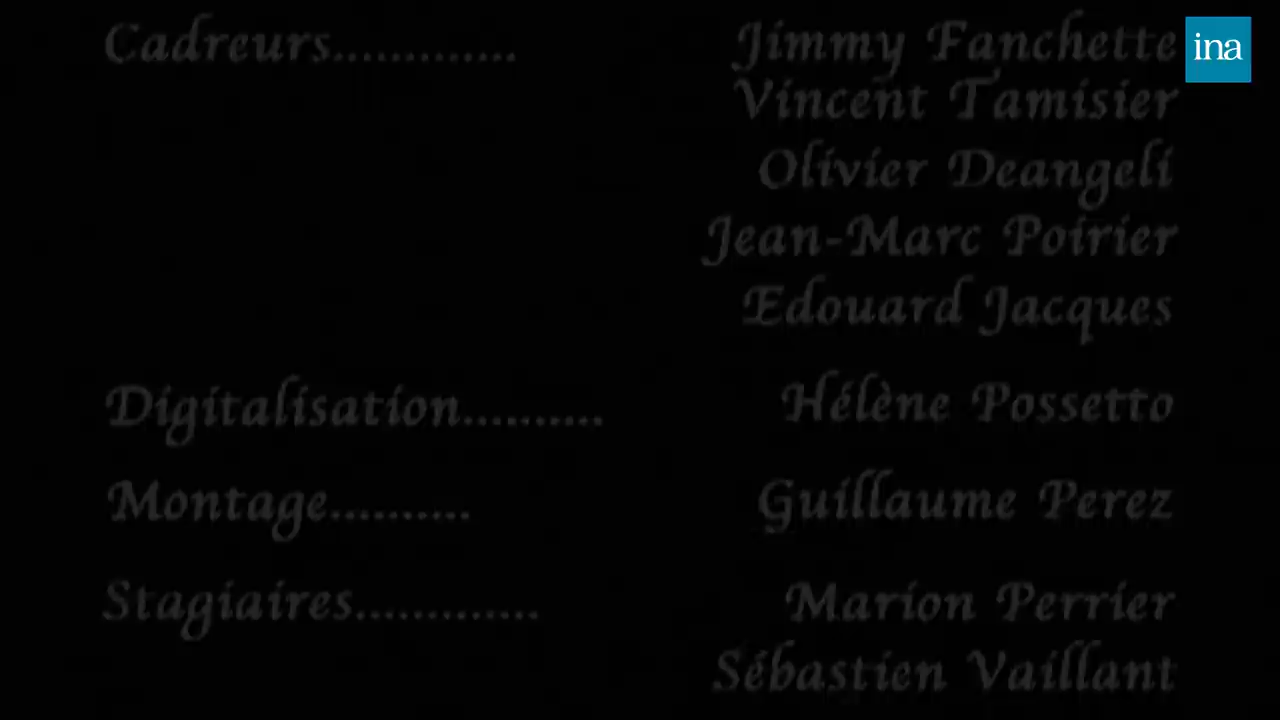 Cadreurs............. Jimmy Fanchette
ina
Vincent Tamisier
Olivier Deangeli
Jean-Marc Poirier
Edouard Jacques
Digitalisation.......... Hélène Possetto
Montage.......... Guillaume Perez
Stagiaires............. Marion Perrier
Sébastien Vaillant